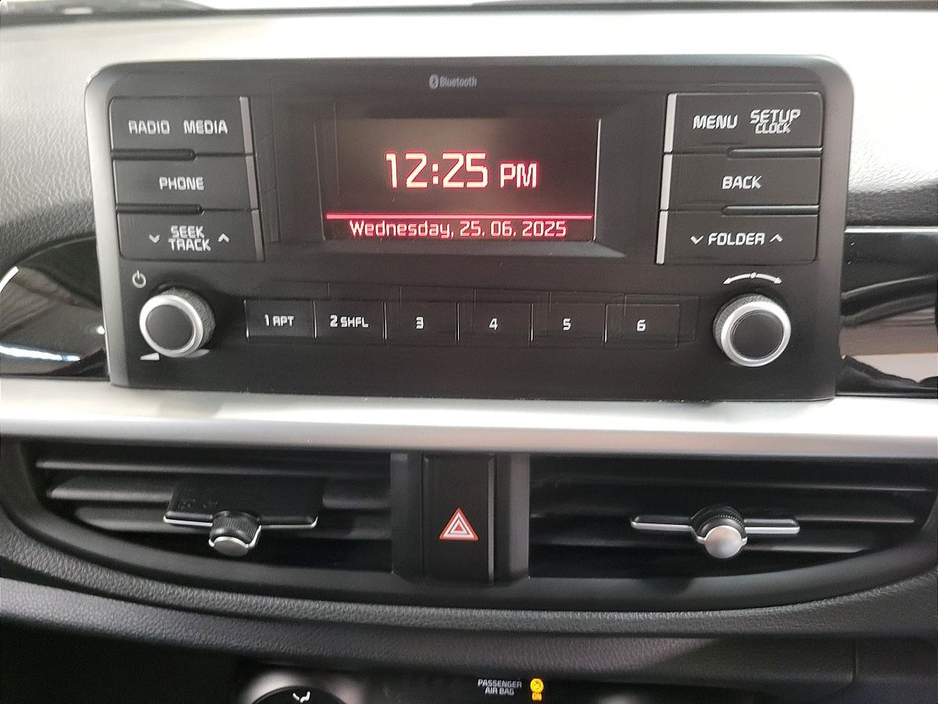 Bluetooth
RADIO MEDIA
PHONE
SEEK
TRACK
12:25 PM
Wednesday, 25. 06. 2025
MENU SETUP
CLOCK
BACK
FOLDER
1 RPT
2 SHFL
3
4
5
6
PASSENGER
AIR BAG